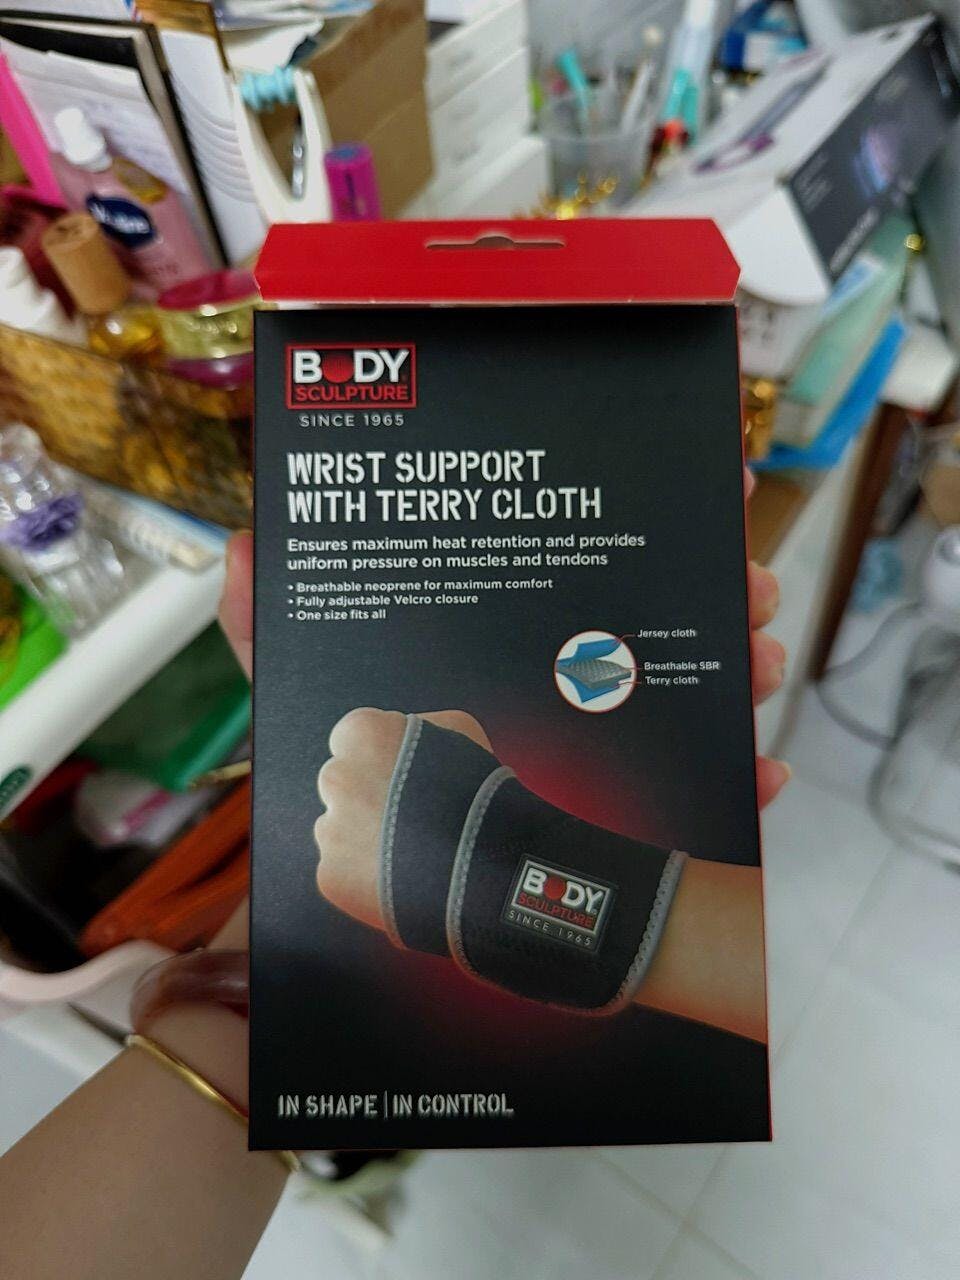 BODY
SCULPTURE
SINCE 1965
WRIST SUPPORT
WITH TERRY CLOTH
Ensures maximum heat retention and provides
uniform pressure on muscles and tendons
• Breathable neoprene for maximum comfort
• Fully adjustable Velcro closure
• One size fits all
Jersey cloth
Breathable SBR
Terry cloth
BODY
SCULPTURE
SINCE 1965
IN SHAPE | IN CONTROL